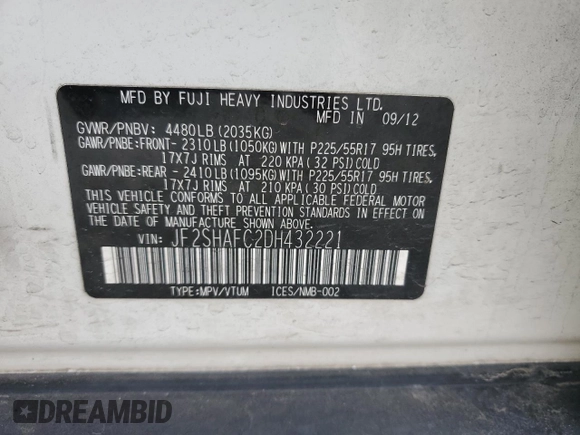 MFD BY FUJI HEAVY INDUSTRIES LTD.
MFD IN 09/12
GVWR/PNBV: 4480LB (2035KG)
GAWR/PNBE:FRONT- 2310LB (1050KG) WITH P225/55R17 95H TIRES,
17X7J RIMS AT 220 KPA (32 PSI) COLD
GAWR/PNBE:REAR - 2410LB (1095KG) WITH P225/55R17 95H TIRES,
17X7J RIMS AT 210 KPA (30 PSI) COLD
THIS VEHICLE CONFORMS TO ALL APPLICABLE FEDERAL MOTOR
VEHICLE SAFETY AND THEFT PREVENTION STANDARDS IN EFFECT ON
THE DATE OF MANUFACTURE SHOWN ABOVE.
VIN: JF2SHAFC2DH432221
TYPE:MPV/VTUM ICES/NMB-002
DREAMBID